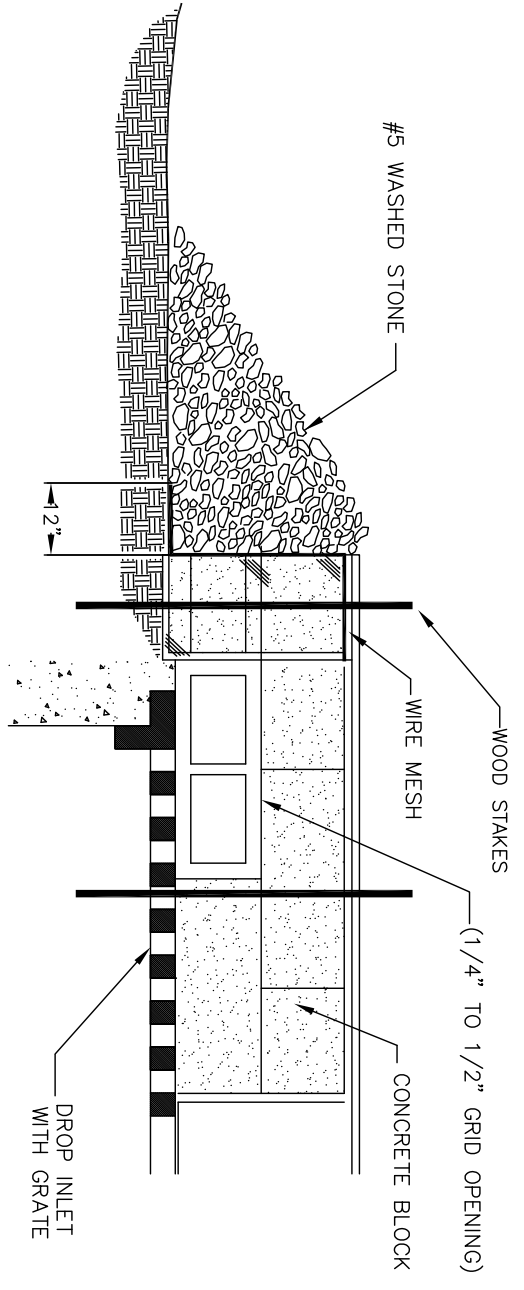 #5 WASHED STONE
WOOD STAKES
WIRE MESH
(1/4" TO 1/2" GRID OPENING)
CONCRETE BLOCK
12"
DROP INLET
WITH GRATE